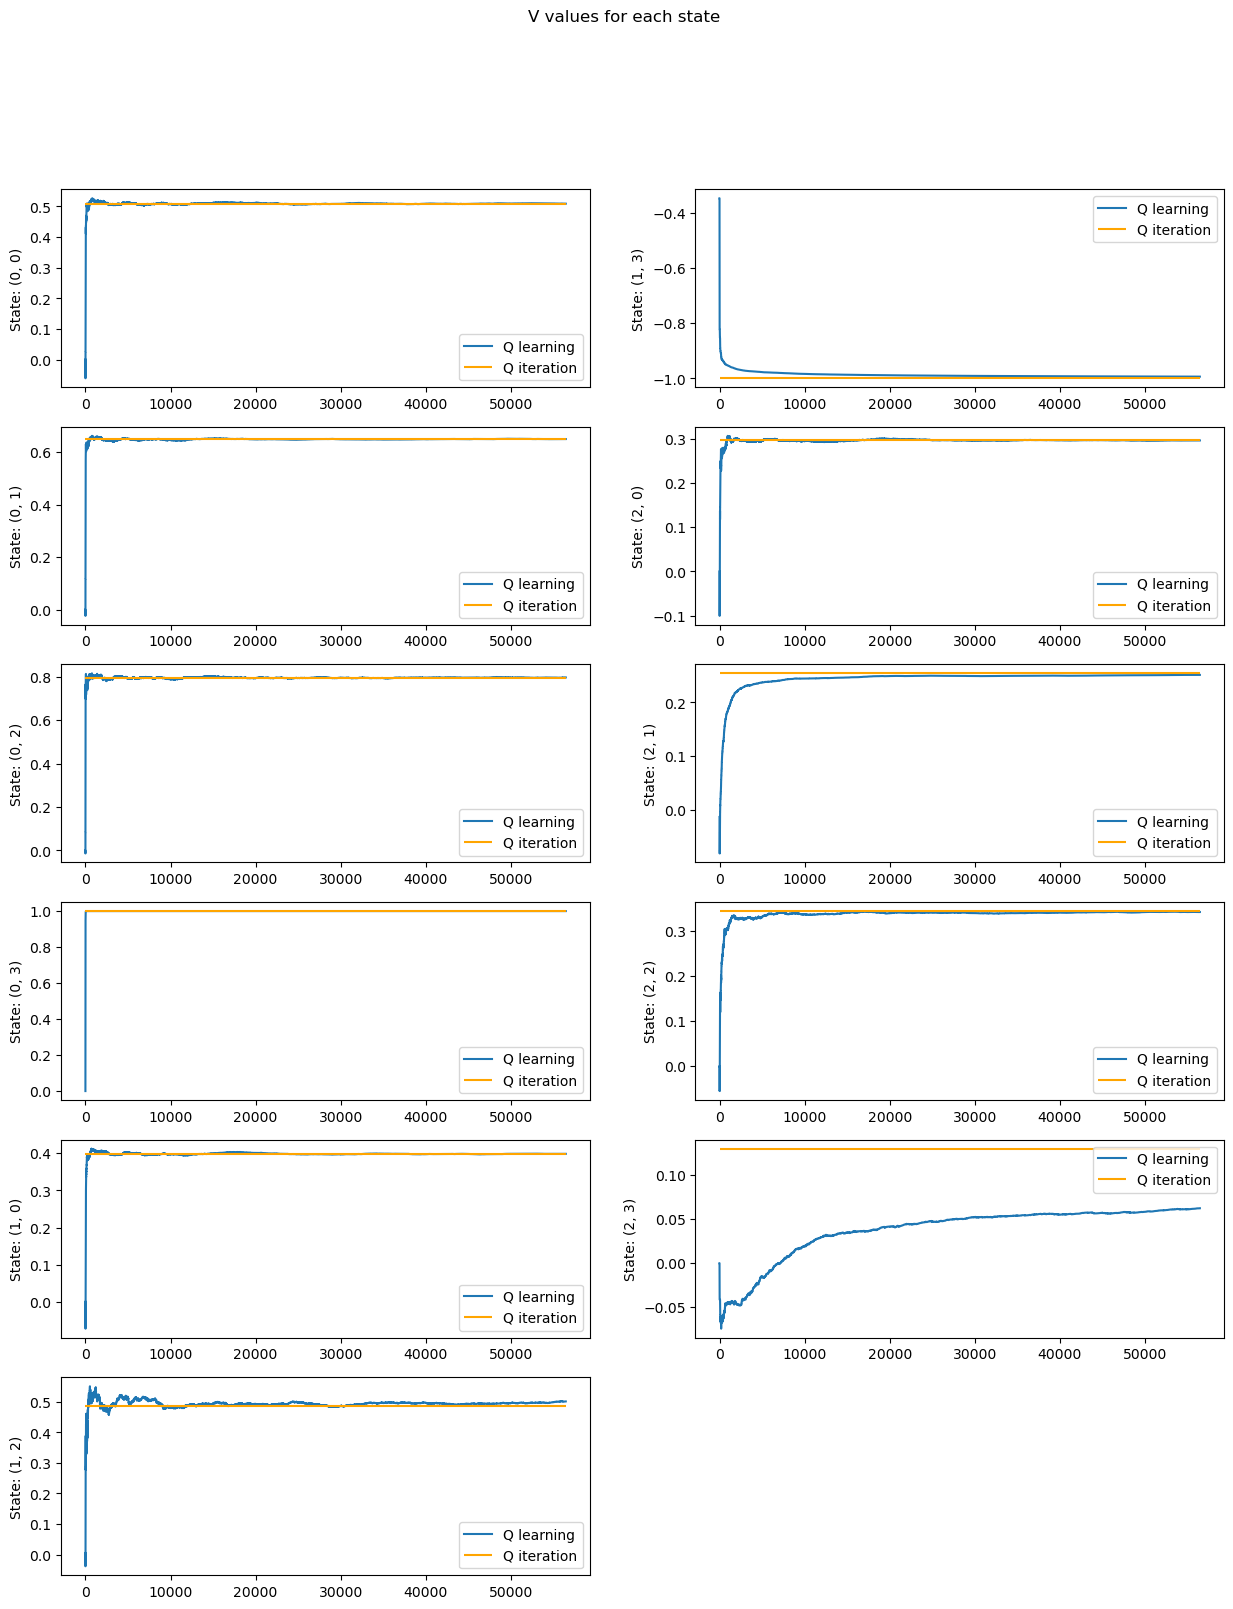 V values for each state
State: (0, 0)
0.5
0.4
0.3
0.2
0.1
0.0
Q learning
Q iteration
0 10000 20000 30000 40000 50000
State: (1, 3)
−0.4
−0.6
−0.8
−1.0
Q learning
Q iteration
0 10000 20000 30000 40000 50000
State: (0, 1)
0.6
0.4
0.2
0.0
Q learning
Q iteration
0 10000 20000 30000 40000 50000
State: (2, 0)
0.3
0.2
0.1
0.0
−0.1
Q learning
Q iteration
0 10000 20000 30000 40000 50000
State: (0, 2)
0.8
0.6
0.4
0.2
0.0
Q learning
Q iteration
0 10000 20000 30000 40000 50000
State: (2, 1)
0.2
0.1
0.0
Q learning
Q iteration
0 10000 20000 30000 40000 50000
State: (0, 3)
1.0
0.8
0.6
0.4
0.2
0.0
Q learning
Q iteration
0 10000 20000 30000 40000 50000
State: (2, 2)
0.3
0.2
0.1
0.0
Q learning
Q iteration
0 10000 20000 30000 40000 50000
State: (1, 0)
0.4
0.3
0.2
0.1
0.0
Q learning
Q iteration
0 10000 20000 30000 40000 50000
State: (2, 3)
0.10
0.05
0.00
−0.05
Q learning
Q iteration
0 10000 20000 30000 40000 50000
State: (1, 2)
0.5
0.4
0.3
0.2
0.1
0.0
Q learning
Q iteration
0 10000 20000 30000 40000 50000